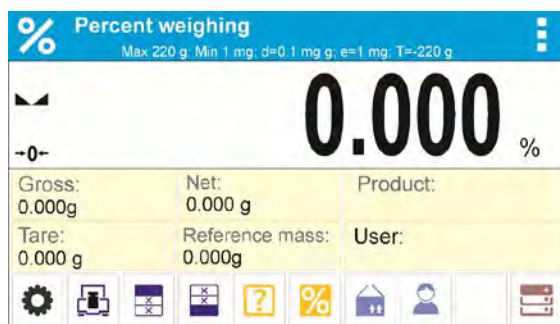 % Percent weighing
Max 220 g; Min 1 mg; d=0.1 mg g; e=1 mg; T=-220 g
0.000 %
→0←
Gross: Net: Product:
0.000g 0.000 g
Tare: Reference mass: User:
0.000 g 0.000g
x x ? %
x x